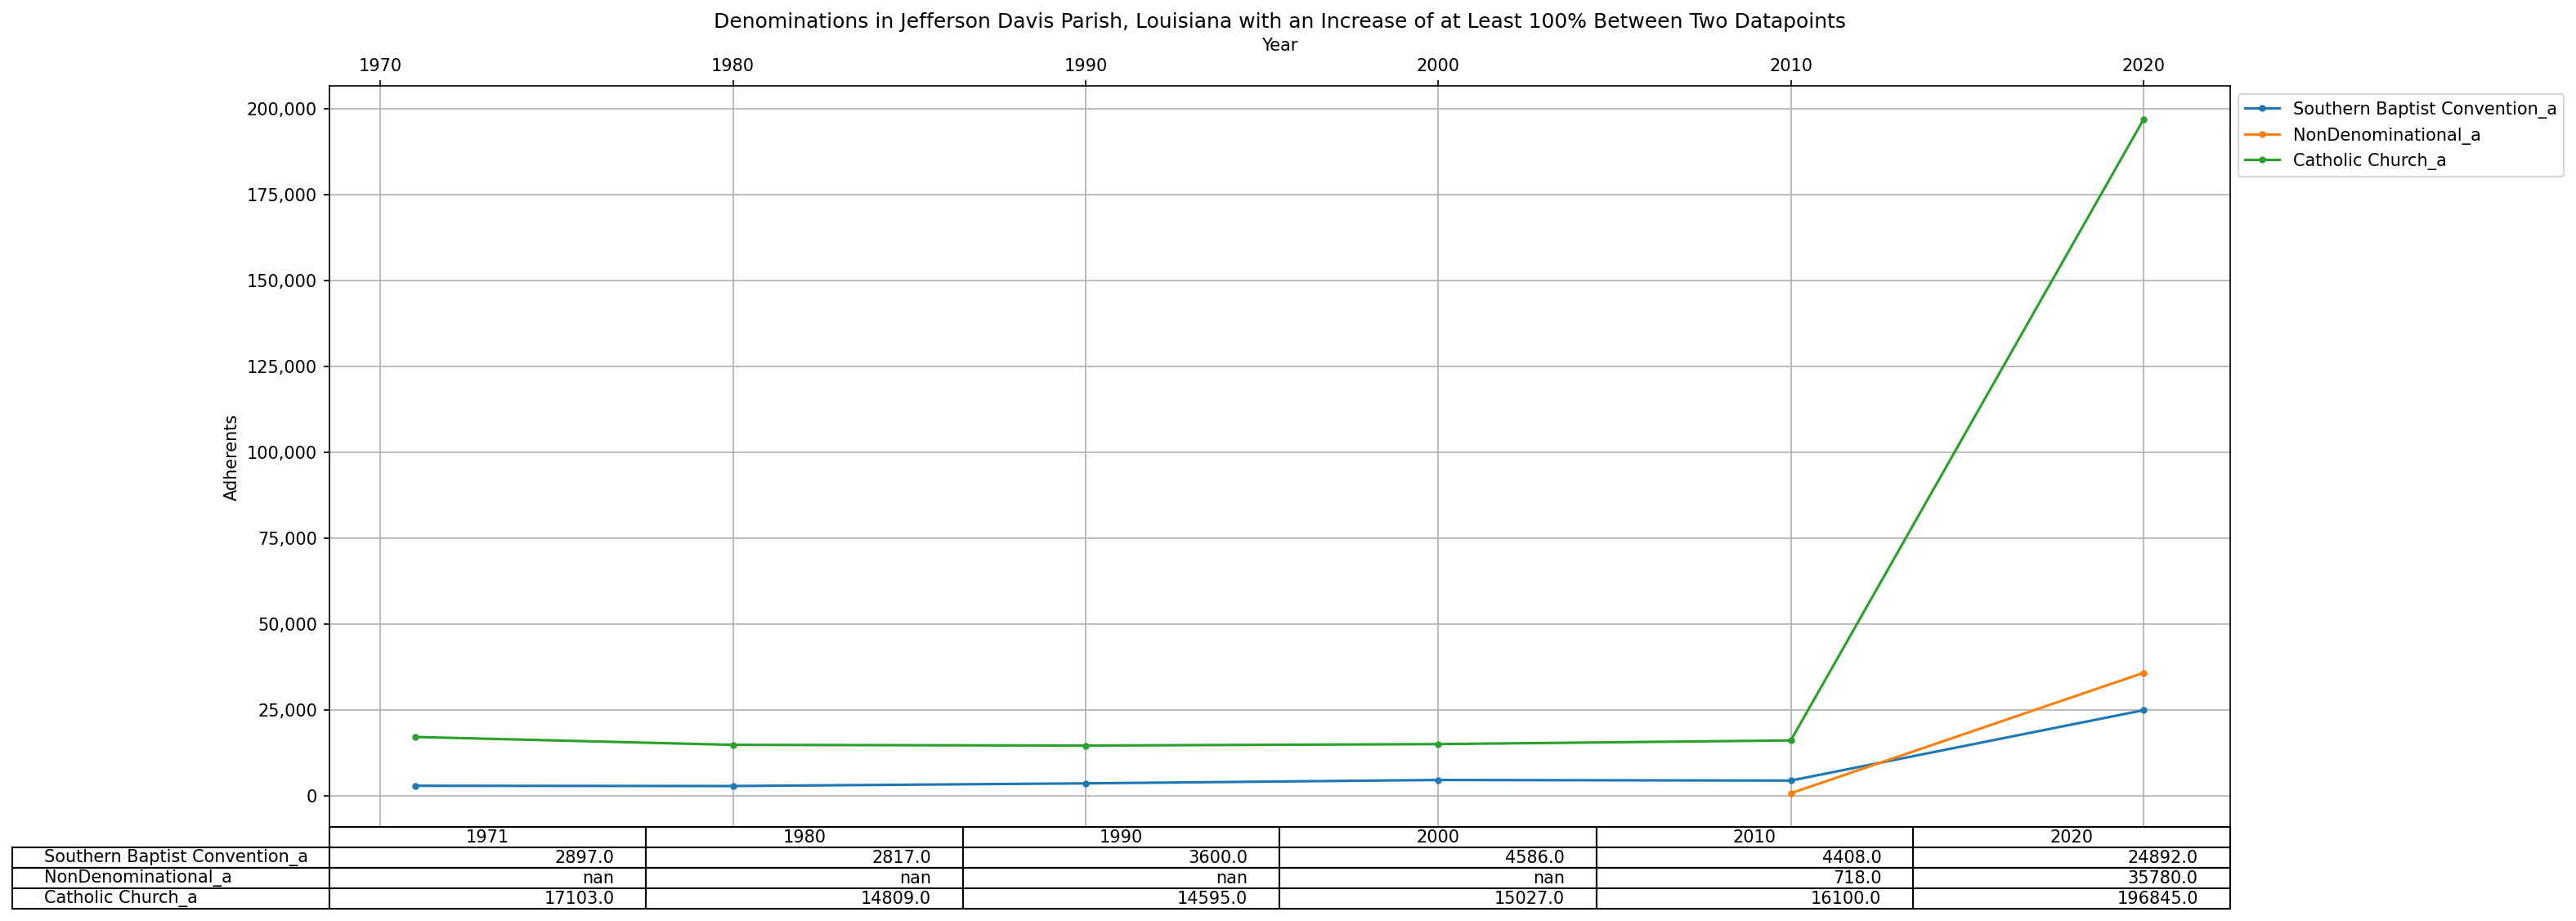 Denominations in Jefferson Davis Parish, Louisiana with an Increase of at Least 100% Between Two Datapoints
Year
1970 1980 1990 2000 2010 2020
200,000
175,000
150,000
125,000
100,000
75,000
50,000
25,000
0
Adherents
Southern Baptist Convention_a
NonDenominational_a
Catholic Church_a
1971 1980 1990 2000 2010 2020
Southern Baptist Convention_a 2897.0 2817.0 3600.0 4586.0 4408.0 24892.0
NonDenominational_a nan nan nan nan 718.0 35780.0
Catholic Church_a 17103.0 14809.0 14595.0 15027.0 16100.0 196845.0